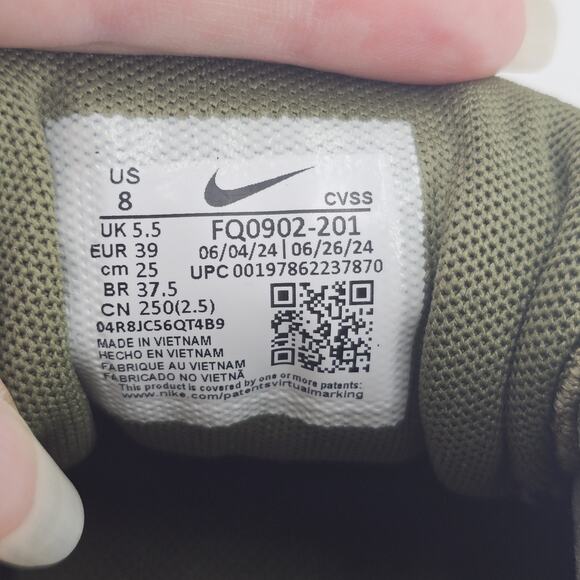 US
8
CVSS
UK 5.5
FQ0902-201
EUR 39
06/04/24 | 06/26/24
cm 25
UPC 00197862237870
BR 37.5
CN 250(2.5)
04R8JC56QT4B9
MADE IN VIETNAM
HECHO EN VIETNAM
FABRIQUE AU VIETNAM
FABRICADO NO VIETNÃ
This product is covered by one or more patents:
www.nike.com/patentsvirtualmarking